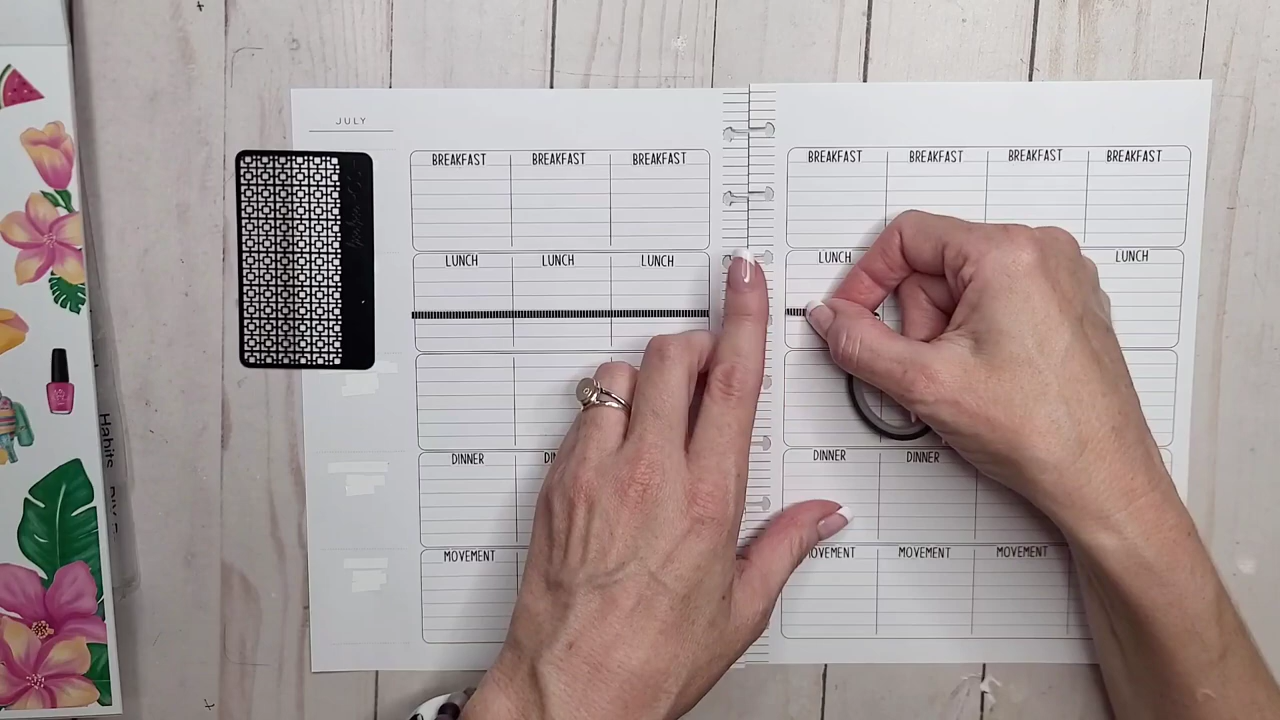 JULY
BREAKFAST BREAKFAST BREAKFAST BREAKFAST BREAKFAST BREAKFAST BREAKFAST
LUNCH LUNCH LUNCH LUNCH LUNCH
DINNER DINNER DINNER
MOVEMENT MOVEMENT MOVEMENT MOVEMENT
Habits